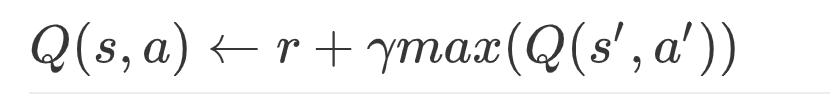 Q(s, a) ← r + γmax(Q(s′, a′))